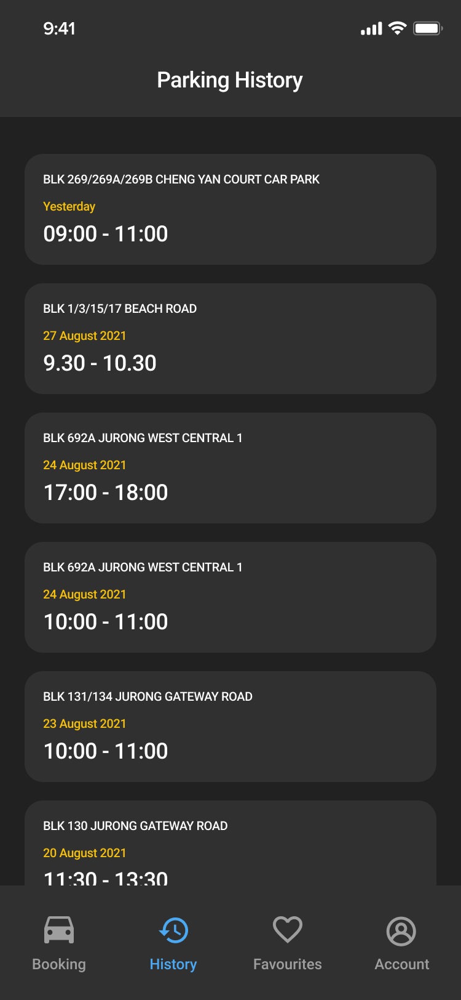 9:41
Parking History
BLK 269/269A/269B CHENG YAN COURT CAR PARK
Yesterday
09:00 - 11:00
BLK 1/3/15/17 BEACH ROAD
27 August 2021
9.30 - 10.30
BLK 692A JURONG WEST CENTRAL 1
24 August 2021
17:00 - 18:00
BLK 692A JURONG WEST CENTRAL 1
24 August 2021
10:00 - 11:00
BLK 131/134 JURONG GATEWAY ROAD
23 August 2021
10:00 - 11:00
BLK 130 JURONG GATEWAY ROAD
20 August 2021
11:30 - 13:30
Booking
History
Favourites
Account